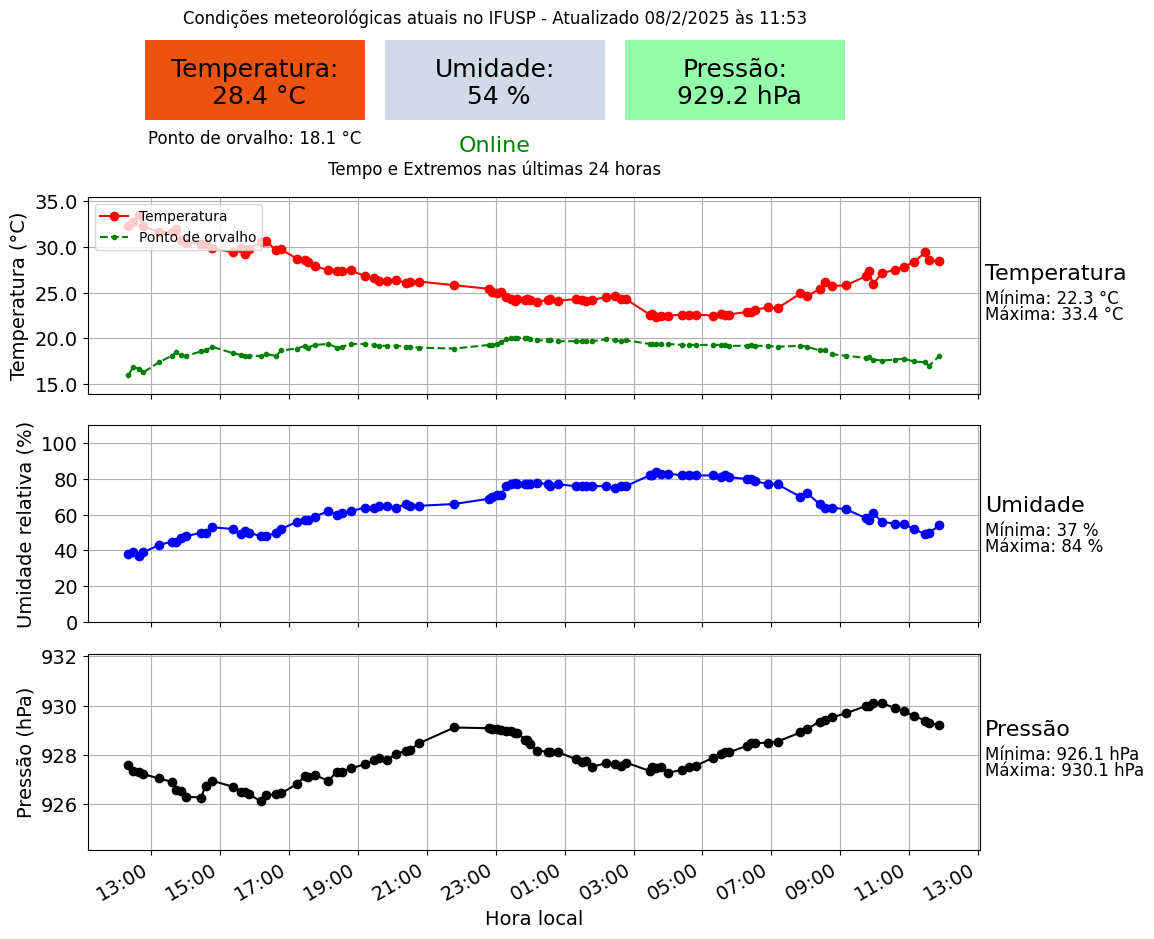 Condições meteorológicas atuais no IFUSP - Atualizado 08/2/2025 às 11:53
Temperatura:
28.4 °C
Umidade:
54 %
Pressão:
929.2 hPa
Ponto de orvalho: 18.1 °C
Online
Tempo e Extremos nas últimas 24 horas
Temperatura (°C)
35.0
30.0
25.0
20.0
15.0
Temperatura
Ponto de orvalho
Temperatura
Mínima: 22.3 °C
Máxima: 33.4 °C
Umidade relativa (%)
100
80
60
40
20
0
Umidade
Mínima: 37 %
Máxima: 84 %
Pressão (hPa)
932
930
928
926
Pressão
Mínima: 926.1 hPa
Máxima: 930.1 hPa
13:00
15:00
17:00
19:00
21:00
23:00
01:00
03:00
05:00
07:00
09:00
11:00
13:00
Hora local